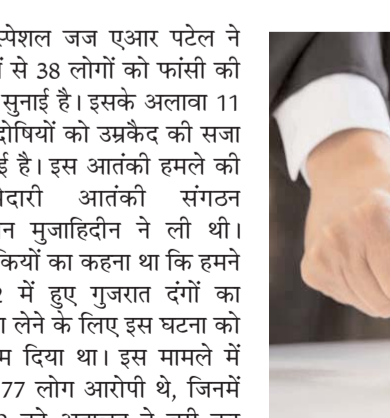 स्पेशल जज एआर पटेल ने
से 38 लोगों को फांसी की
सुनाई है। इसके अलावा 11
दोषियों को उम्रकैद की सजा
है। इस आतंकी हमले की
आतंकी संगठन
मुजाहिदीन ने ली थी।
का कहना था कि हमने
में हुए गुजरात दंगों का
लेने के लिए इस घटना को
दिया था। इस मामले में
77 लोग आरोपी थे, जिनमें